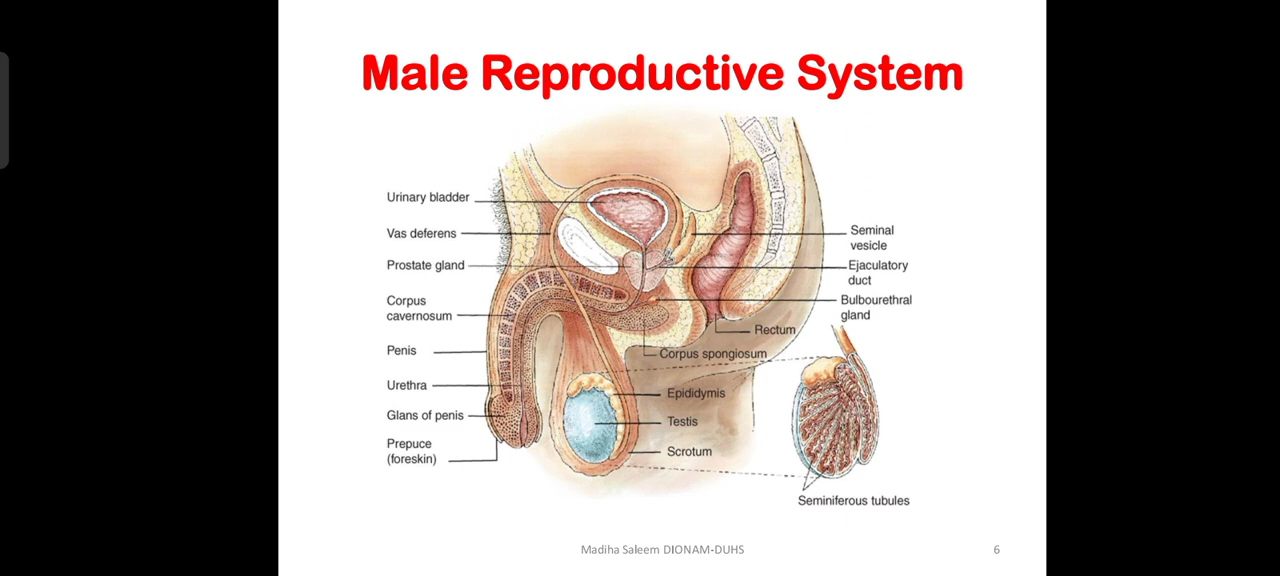 Male Reproductive System
Urinary bladder
Vas deferens
Prostate gland
Corpus
cavernosum
Penis
Urethra
Glans of penis
Prepuce
(foreskin)
Seminal
vesicle
Ejaculatory
duct
Bulbourethral
gland
Rectum
Corpus spongiosum
Epididymis
Testis
Scrotum
Seminiferous tubules
Madiha Saleem DIONAM-DUHS
6